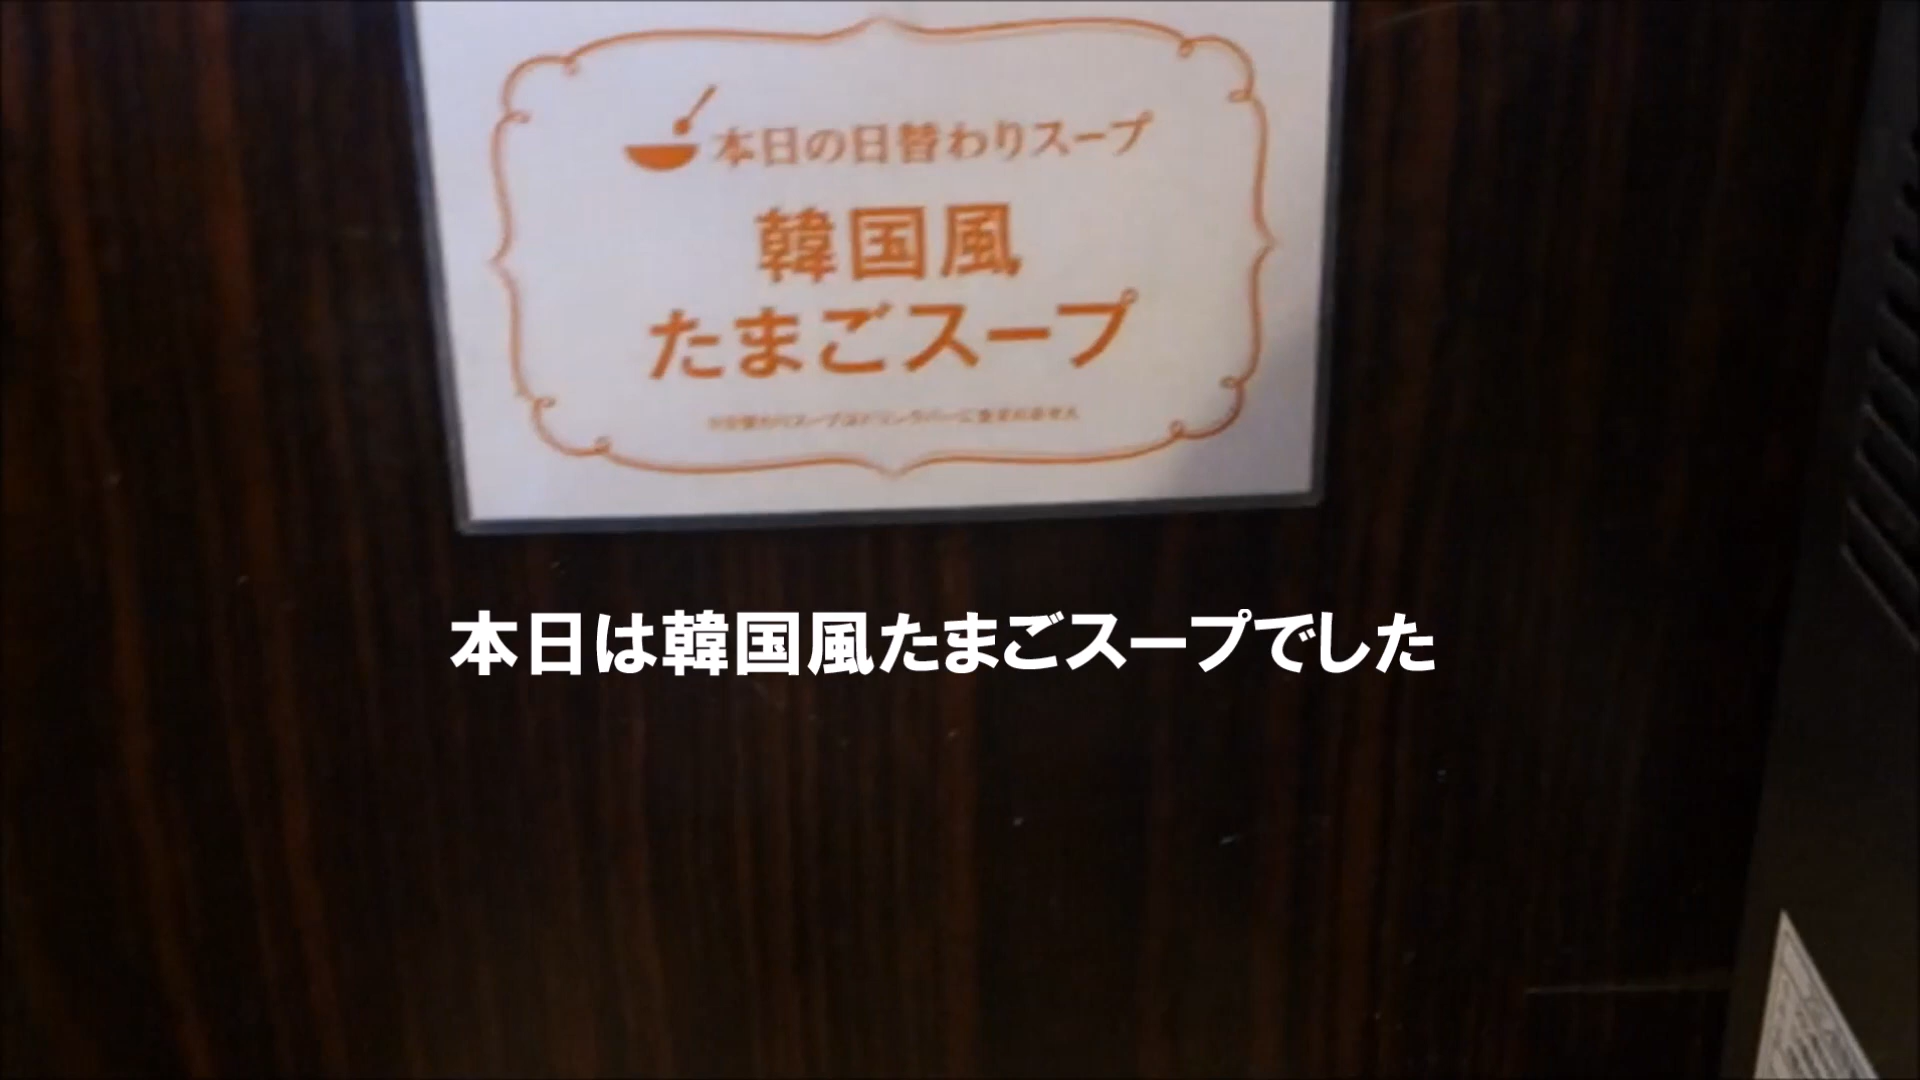 本日の日替わりスープ
韓国風
たまごスープ
本日は韓国風たまごスープでした